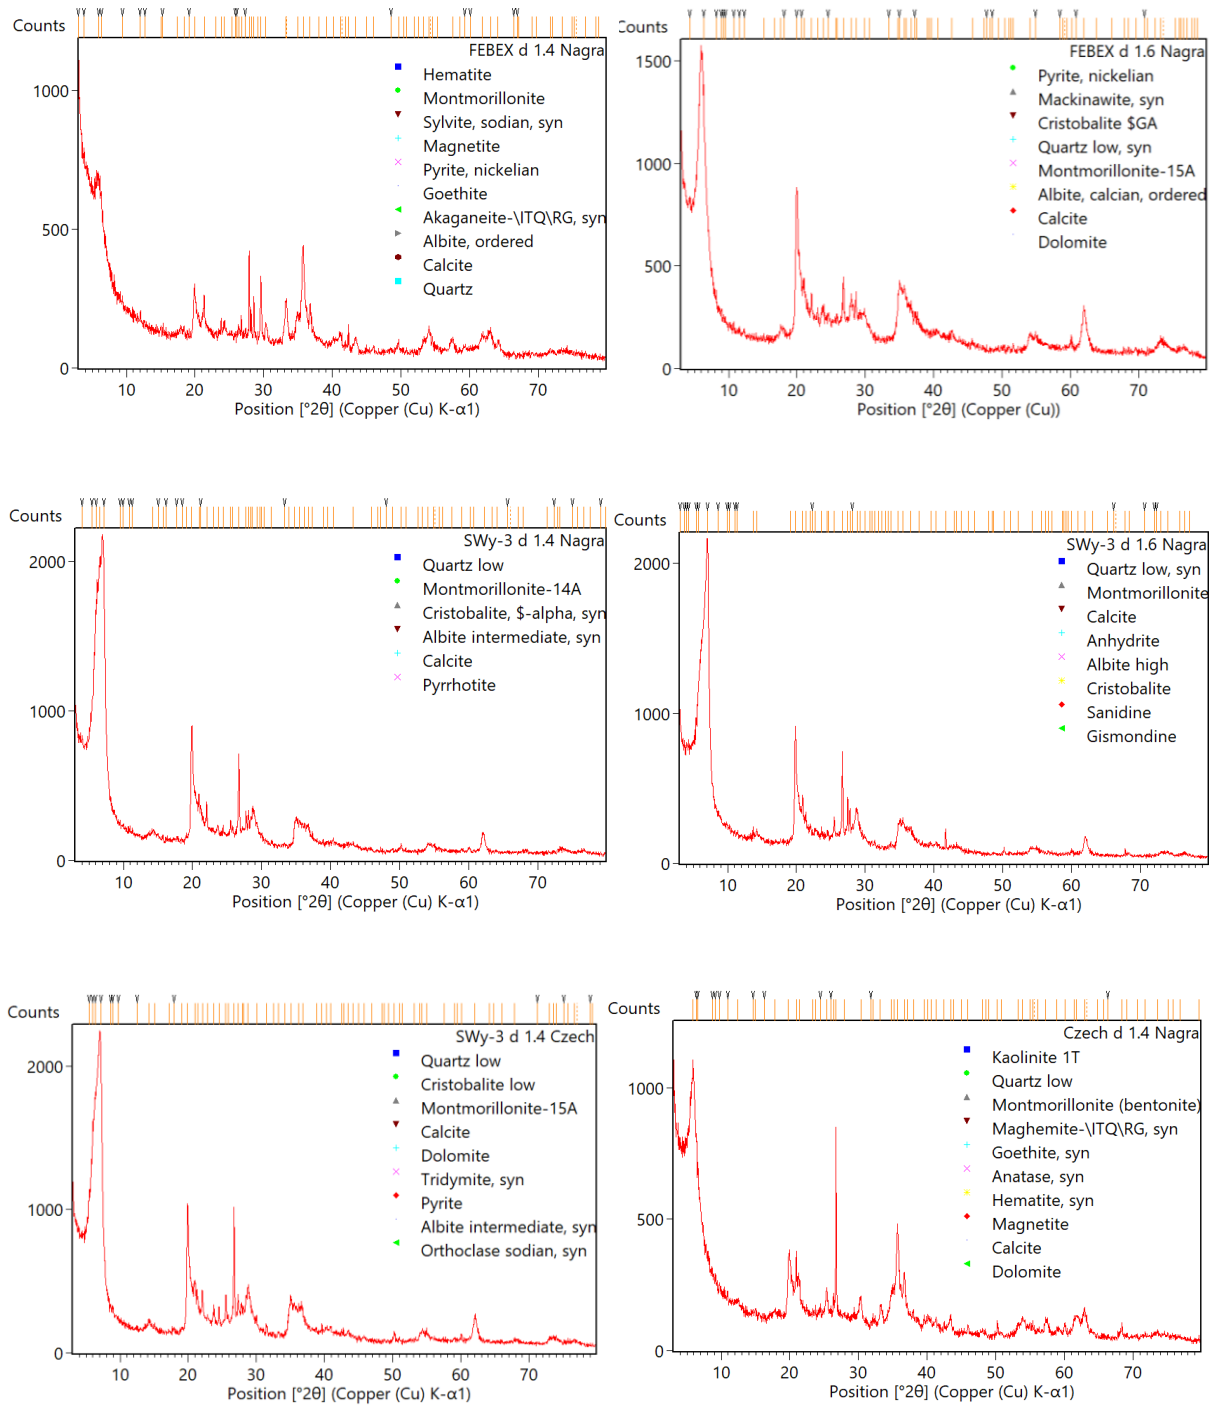 Counts
FEBEX d 1.4 Nagra
Hematite
Montmorillonite
Sylvite, sodian, syn
Magnetite
Pyrite, nickelian
Goethite
Akaganeite-\ITQ\RG, syn
Albite, ordered
Calcite
Quartz
1000
500
0
10 20 30 40 50 60 70
Position [°2θ] (Copper (Cu) K-α1)
Counts
FEBEX d 1.6 Nagra
Pyrite, nickelian
Mackinawite, syn
Cristobalite $GA
Quartz low, syn
Montmorillonite-15A
Albite, calcian, ordered
Calcite
Dolomite
1500
1000
500
0
10 20 30 40 50 60 70
Position [°2θ] (Copper (Cu))
Counts
SWy-3 d 1.4 Nagra
Quartz low
Montmorillonite-14A
Cristobalite, $-alpha, syn
Albite intermediate, syn
Calcite
Pyrrhotite
2000
1000
0
10 20 30 40 50 60 70
Position [°2θ] (Copper (Cu) K-α1)
Counts
SWy-3 d 1.6 Nagra
Quartz low, syn
Montmorillonite
Calcite
Anhydrite
Albite high
Cristobalite
Sanidine
Gismondine
2000
1000
0
10 20 30 40 50 60 70
Position [°2θ] (Copper (Cu) K-α1)
Counts
SWy-3 d 1.4 Czech
Quartz low
Cristobalite low
Montmorillonite-15A
Calcite
Dolomite
Tridymite, syn
Pyrite
Albite intermediate, syn
Orthoclase sodian, syn
2000
1000
0
10 20 30 40 50 60 70
Position [°2θ] (Copper (Cu) K-α1)
Counts
Czech d 1.4 Nagra
Kaolinite 1T
Quartz low
Montmorillonite (bentonite)
Maghemite-\ITQ\RG, syn
Goethite, syn
Anatase, syn
Hematite, syn
Magnetite
Calcite
Dolomite
1000
500
0
10 20 30 40 50 60 70
Position [°2θ] (Copper (Cu) K-α1)